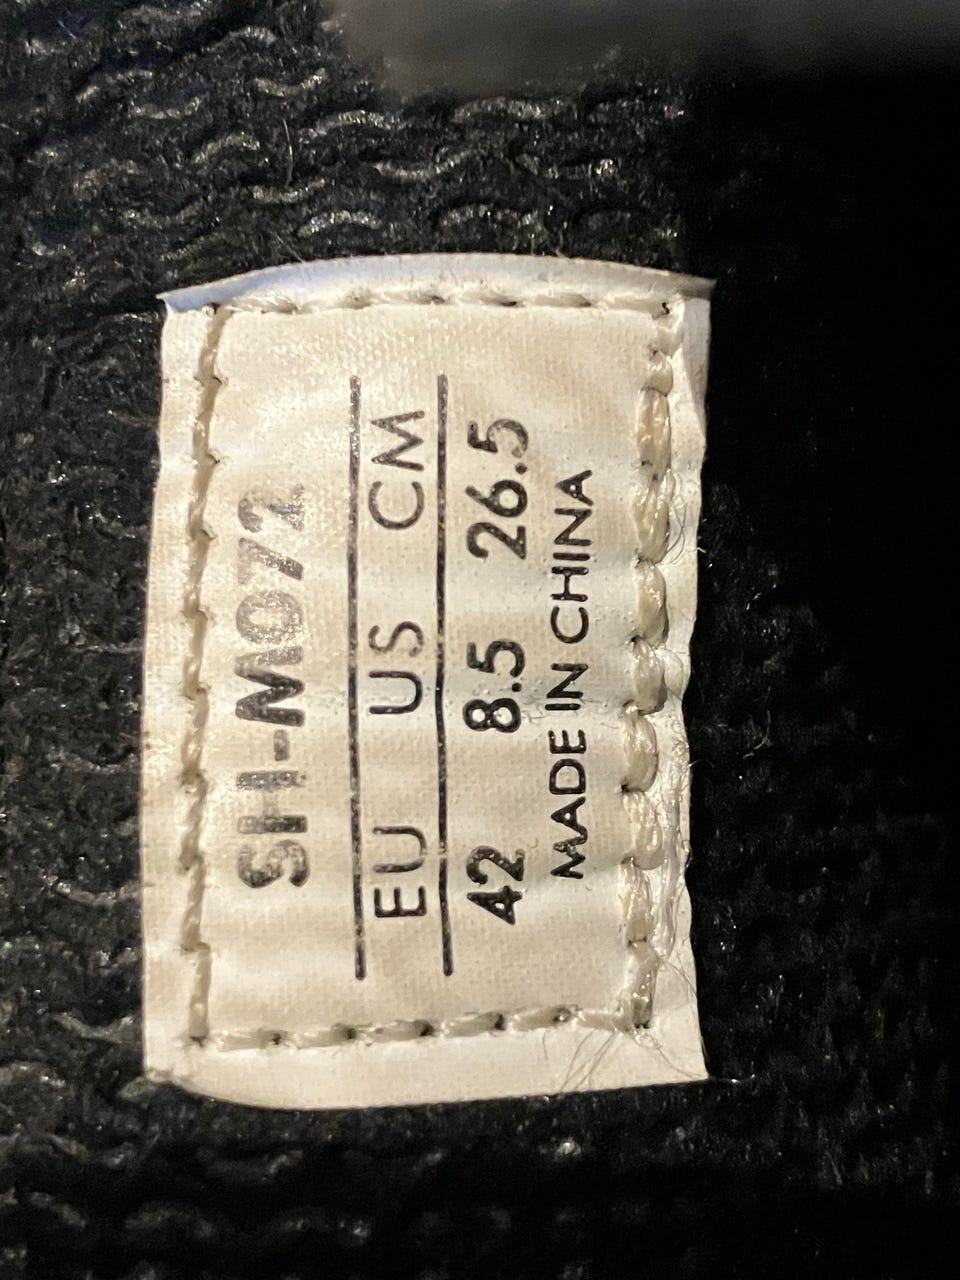 SH-M072
EU US CM
42 8.5 26.5
MADE IN CHINA